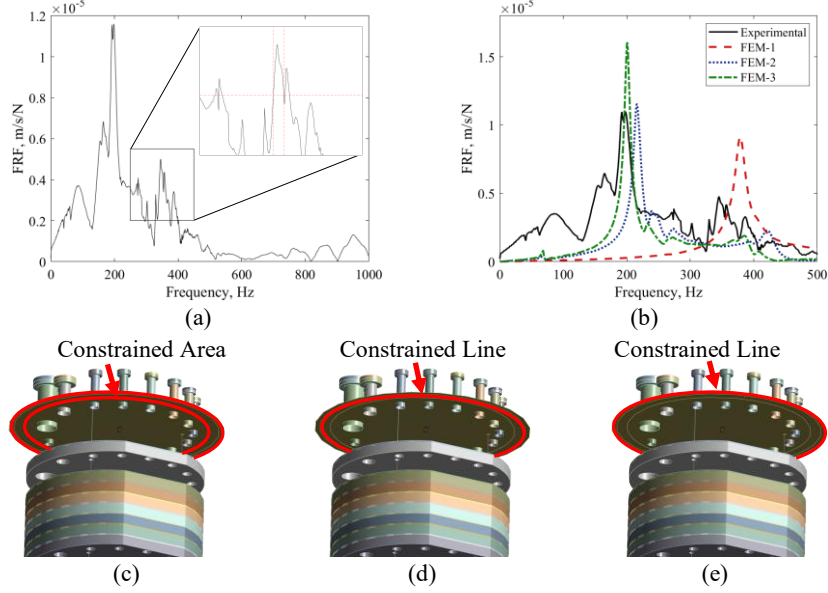 ×10⁻⁵
1.2
1
0.8
0.6
0.4
0.2
0
FRF, m/s/N
0 200 400 600 800 1000
Frequency, Hz
(a)
×10⁻⁵
1.5
1
0.5
0
FRF, m/s/N
Experimental
FEM-1
FEM-2
FEM-3
0 100 200 300 400 500
Frequency, Hz
(b)
Constrained Area
Constrained Line
Constrained Line
(c)
(d)
(e)